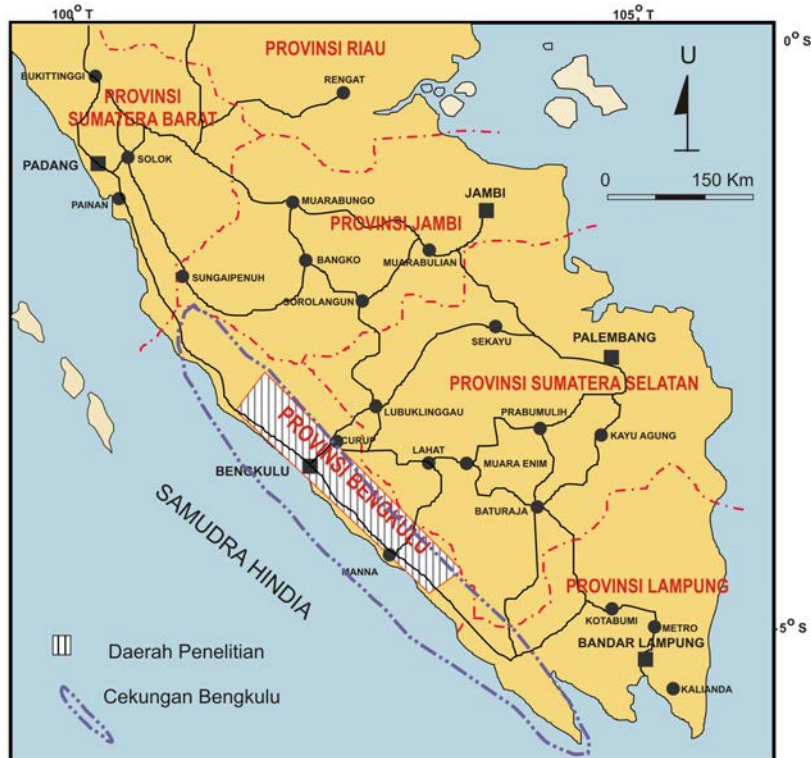 100 ° T
105 ° T
0 ° S
PROVINSI RIAU
U
BUKITTINGGI
RENGAT
PROVINSI
SUMATERA BARAT
PADANG
SOLOK
PAINAN
MUARABUNGO
JAMBI
0 150 Km
PROVINSI JAMBI
BANGKO
MUARABULIAN
SUNGAIPENUH
SOROLANGUN
SEKAYU
PALEMBANG
PROVINSI SUMATERA SELATAN
LUBUKLINGGAU
PRABUMULIH
KAYU AGUNG
CURUP
LAHAT
MUARA ENIM
BENGKULU
PROVINSI BENGKULU
BATURAJA
SAMUDRA HINDIA
MANNA
PROVINSI LAMPUNG
KOTABUMI
METRO
5° S
BANDAR LAMPUNG
KALIANDA
Daerah Penelitian
Cekungan Bengkulu